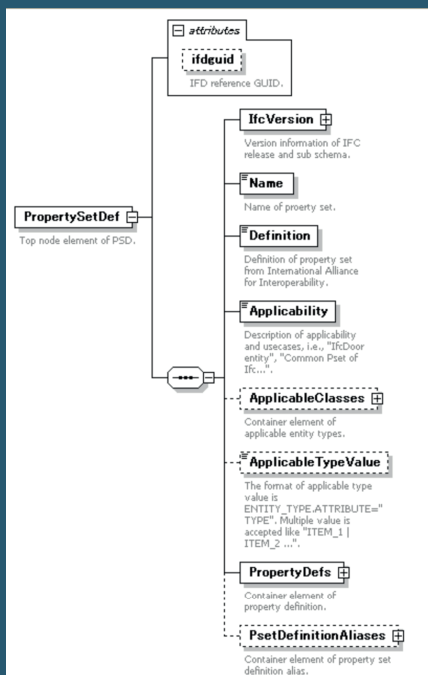 attributes
ifdguid
IFD reference GUID.
IfcVersion
Version information of IFC
release and sub schema.
Name
Name of proerty set.
PropertySetDef
Top node element of PSD.
Definition
Definition of property set
from International Alliance
for Interoperability.
Applicability
Description of applicability
and usecases, i.e., "IfcDoor
entity", "Common Pset of
Ifc...".
ApplicableClasses
Container element of
applicable entity types.
ApplicableTypeValue
The format of applicable type
value is
ENTITY_TYPE.ATTRIBUTE="
TYPE". Multiple value is
accepted like "ITEM_1 |
ITEM_2 ...".
PropertyDefs
Container element of
property definition.
PsetDefinitionAliases
Container element of property set
definition alias.